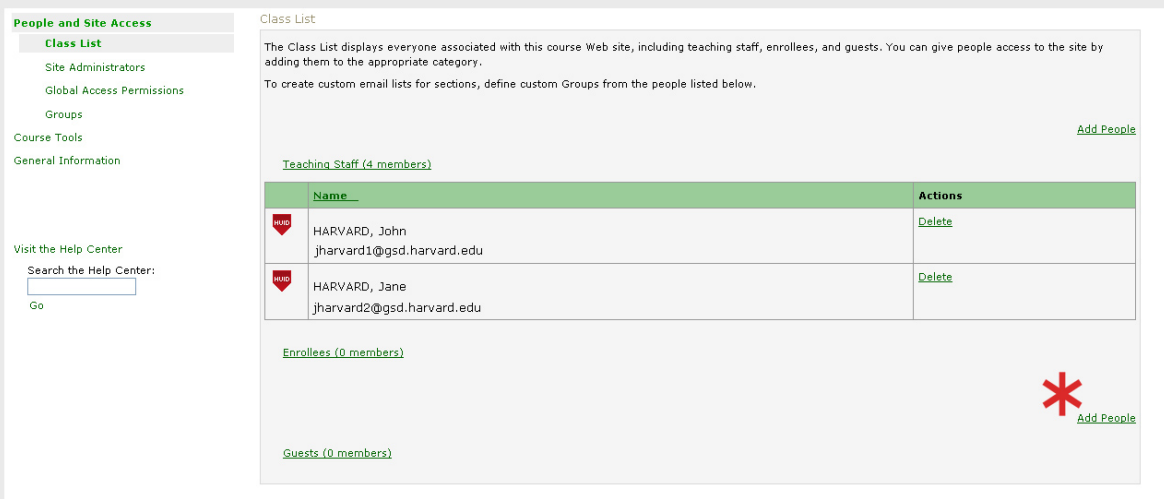 People and Site Access
Class List
Site Administrators
Global Access Permissions
Groups
Course Tools
General Information
Visit the Help Center
Search the Help Center:
Go
Class List
The Class List displays everyone associated with this course Web site, including teaching staff, enrollees, and guests. You can give people access to the site by
adding them to the appropriate category.
To create custom email lists for sections, define custom Groups from the people listed below.
Add People
Teaching Staff (4 members)
Name Actions
HUID HARVARD, John Delete
jharvard1@gsd.harvard.edu
HUID HARVARD, Jane Delete
jharvard2@gsd.harvard.edu
Enrollees (0 members)
* Add People
Guests (0 members)